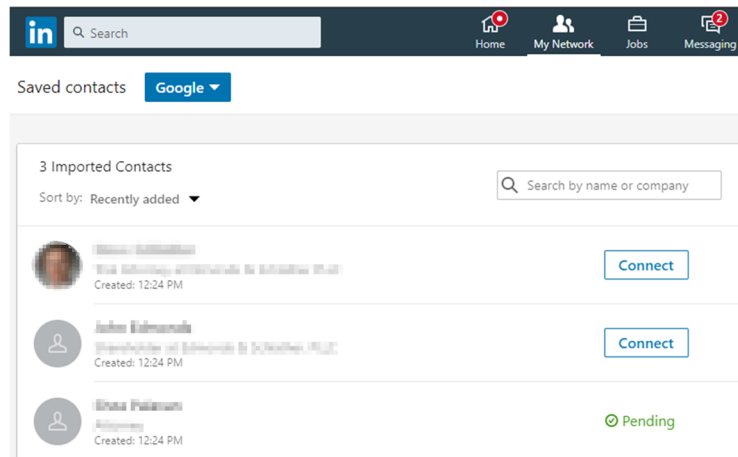 in Search
Home My Network Jobs 2 Messaging
Saved contacts Google
3 Imported Contacts
Sort by: Recently added
Search by name or company
Connect
Created: 12:24 PM
Connect
Created: 12:24 PM
Pending
Created: 12:24 PM